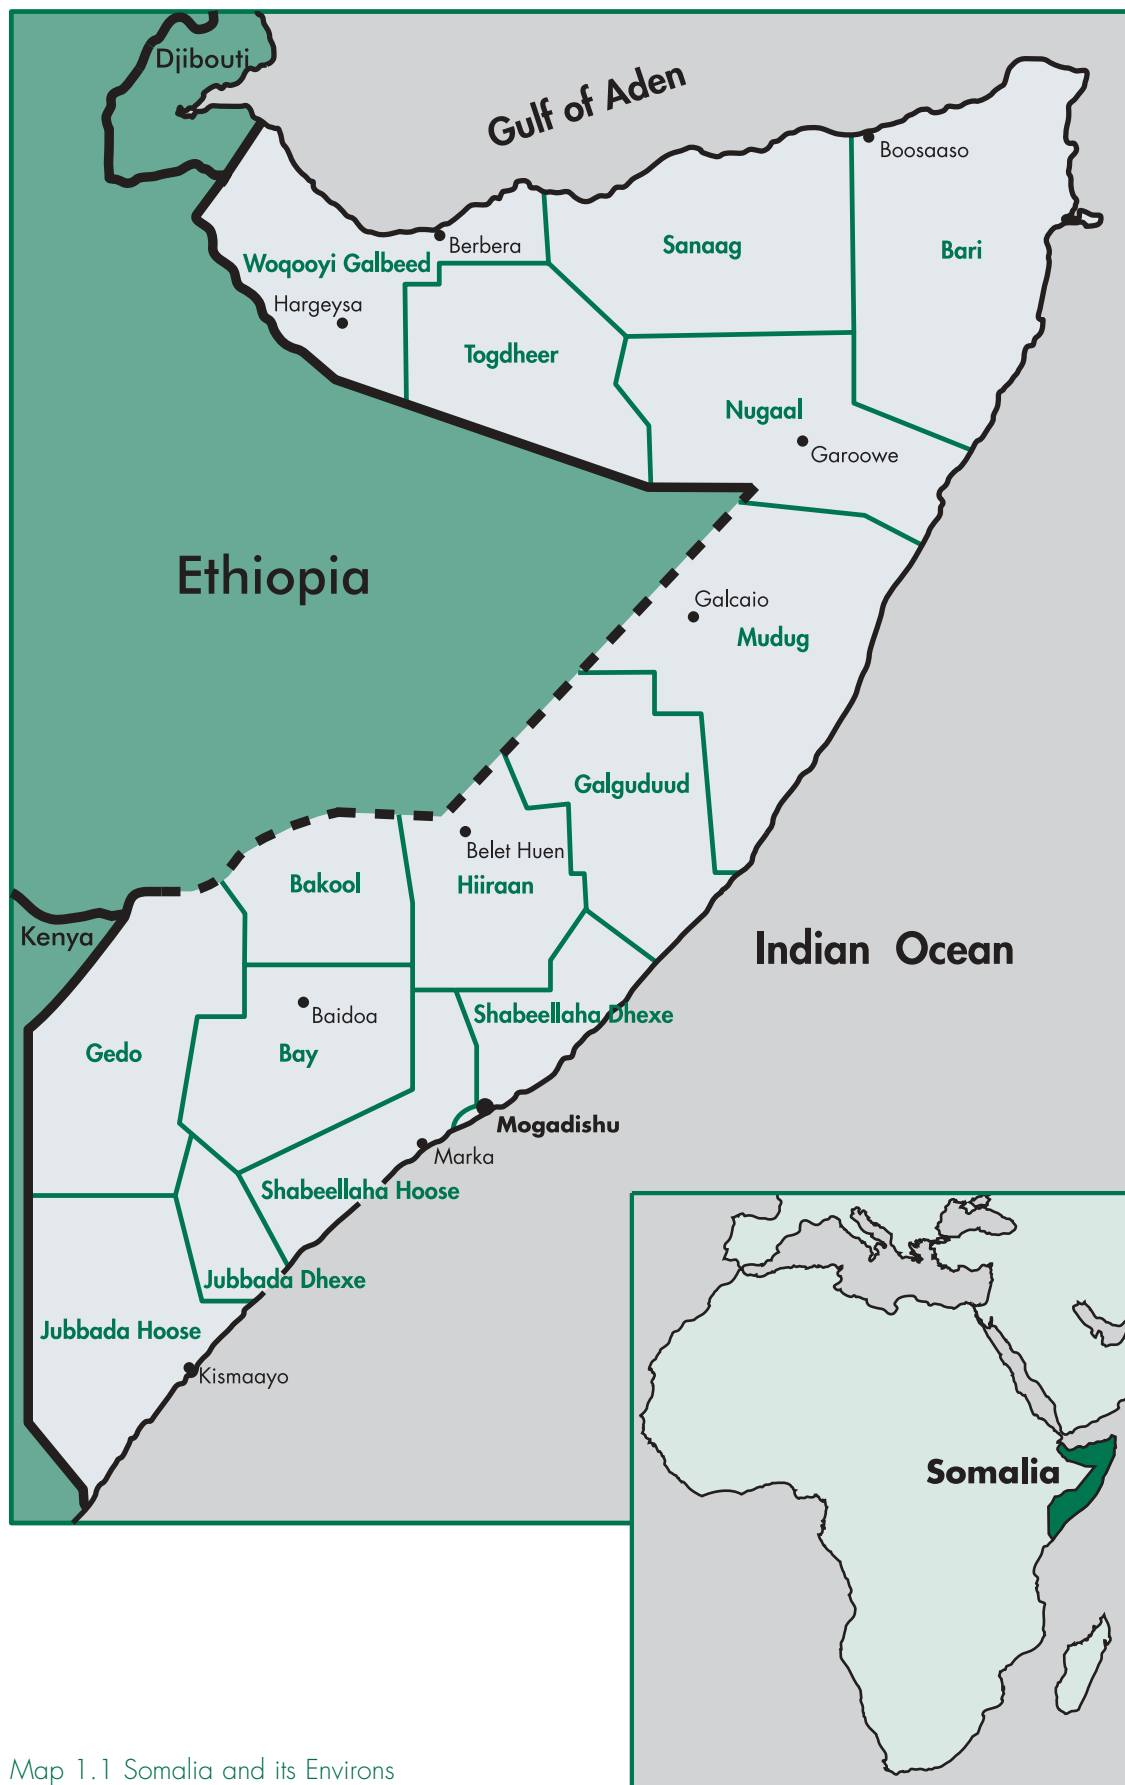 Djibouti
Gulf of Aden
Boosaaso
Berbera
Sanaag
Bari
Woqooyi Galbeed
Hargeysa
Togdheer
Nugaal
Garoowe
Ethiopia
Galcaio
Mudug
Galguduud
Belet Huen
Bakool
Hiiraan
Kenya
Indian Ocean
Baidoa
Shabeellaha Dhexe
Gedo
Bay
Mogadishu
Marka
Shabeellaha Hoose
Jubbada Dhexe
Jubbada Hoose
Kismaayo
Somalia
Map 1.1 Somalia and its Environs